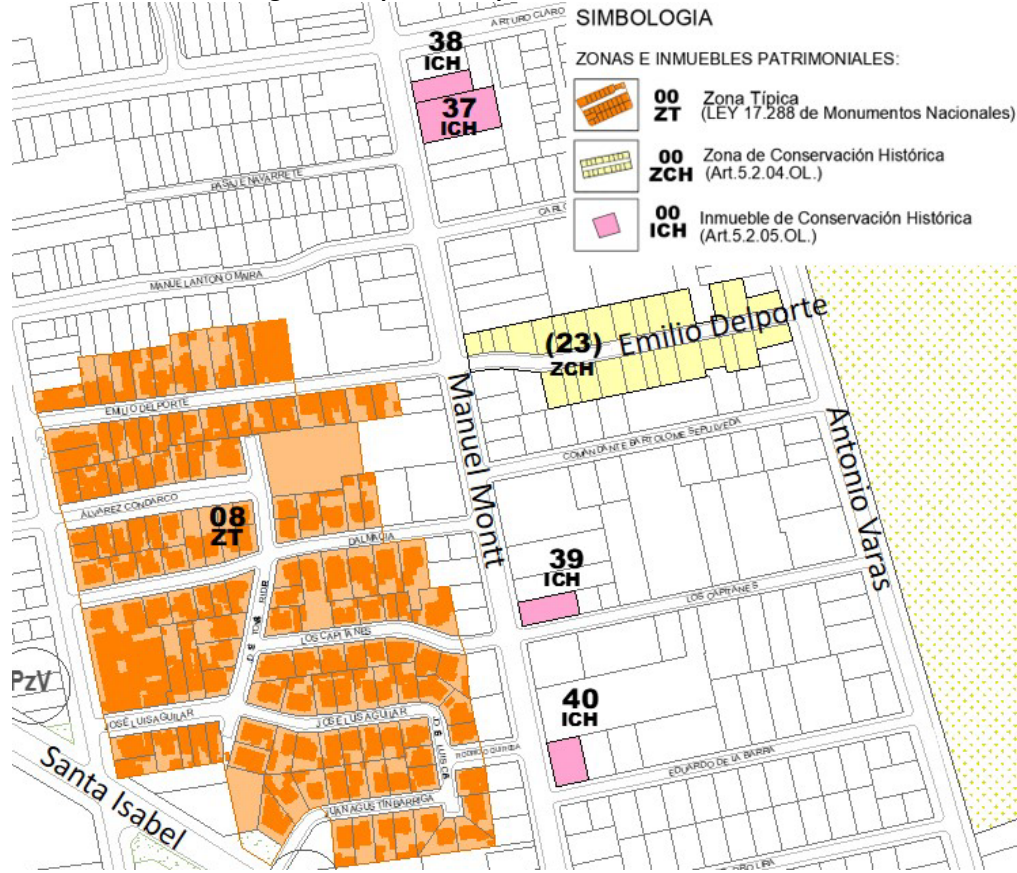 ARTURO CLARO
SIMBOLOGIA
38
ICH
ZONAS E INMUEBLES PATRIMONIALES:
37
ICH
00
ZT
Zona Típica
(LEY 17.288 de Monumentos Nacionales)
00
ZCH
Zona de Conservación Histórica
(Art.5.2.04.OL.)
00
ICH
Inmueble de Conservación Histórica
(Art.5.2.05.OL.)
PASAJE NAVARRETE
MANUEL ANTONIO MAIRA
(23)
ZCH
Emilio Delporte
EMILIO DELPORTE
Manuel Montt
COMANDANTE BARTOLOME SEPULVEDA
Antonio Varas
ALVAREZ CONDARCO
08
ZT
DALMACIA
39
ICH
LOS CAPITANES
LOS CAPITANES
PzV
40
ICH
JOSE LUIS AGUILAR
JOSE LUIS AGUILAR
EDUARDO DE LA BARRA
Santa Isabel
JUAN AGUSTIN BARRIGA